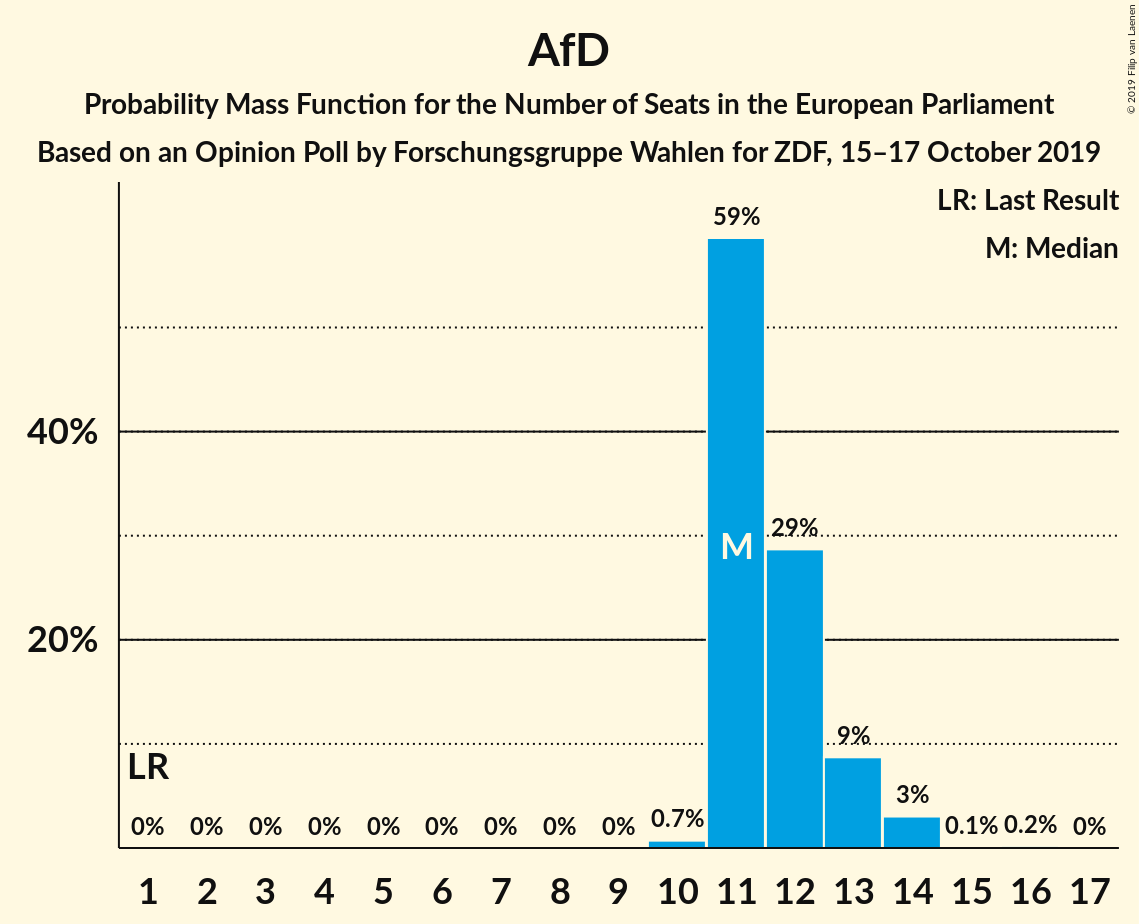 AfD
Probability Mass Function for the Number of Seats in the European Parliament
Based on an Opinion Poll by Forschungsgruppe Wahlen for ZDF, 15–17 October 2019
© 2019 Filip van Laenen
LR: Last Result
M: Median
59%
40%
M
29%
20%
9%
LR
3%
0% 0% 0% 0% 0% 0% 0% 0% 0% 0.7% 0.1% 0.2% 0%
1 2 3 4 5 6 7 8 9 10 11 12 13 14 15 16 17